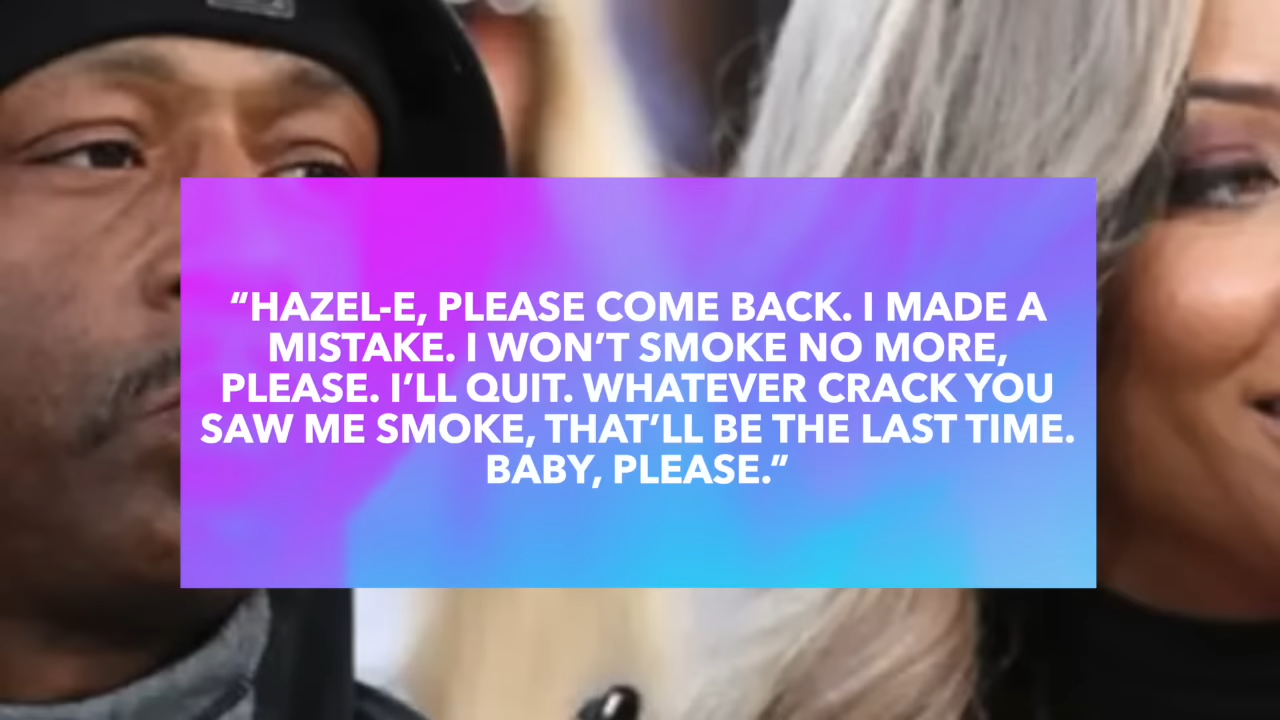 “HAZEL-E, PLEASE COME BACK. I MADE A
MISTAKE. I WON’T SMOKE NO MORE,
PLEASE. I’LL QUIT. WHATEVER CRACK YOU
SAW ME SMOKE, THAT’LL BE THE LAST TIME.
BABY, PLEASE.”